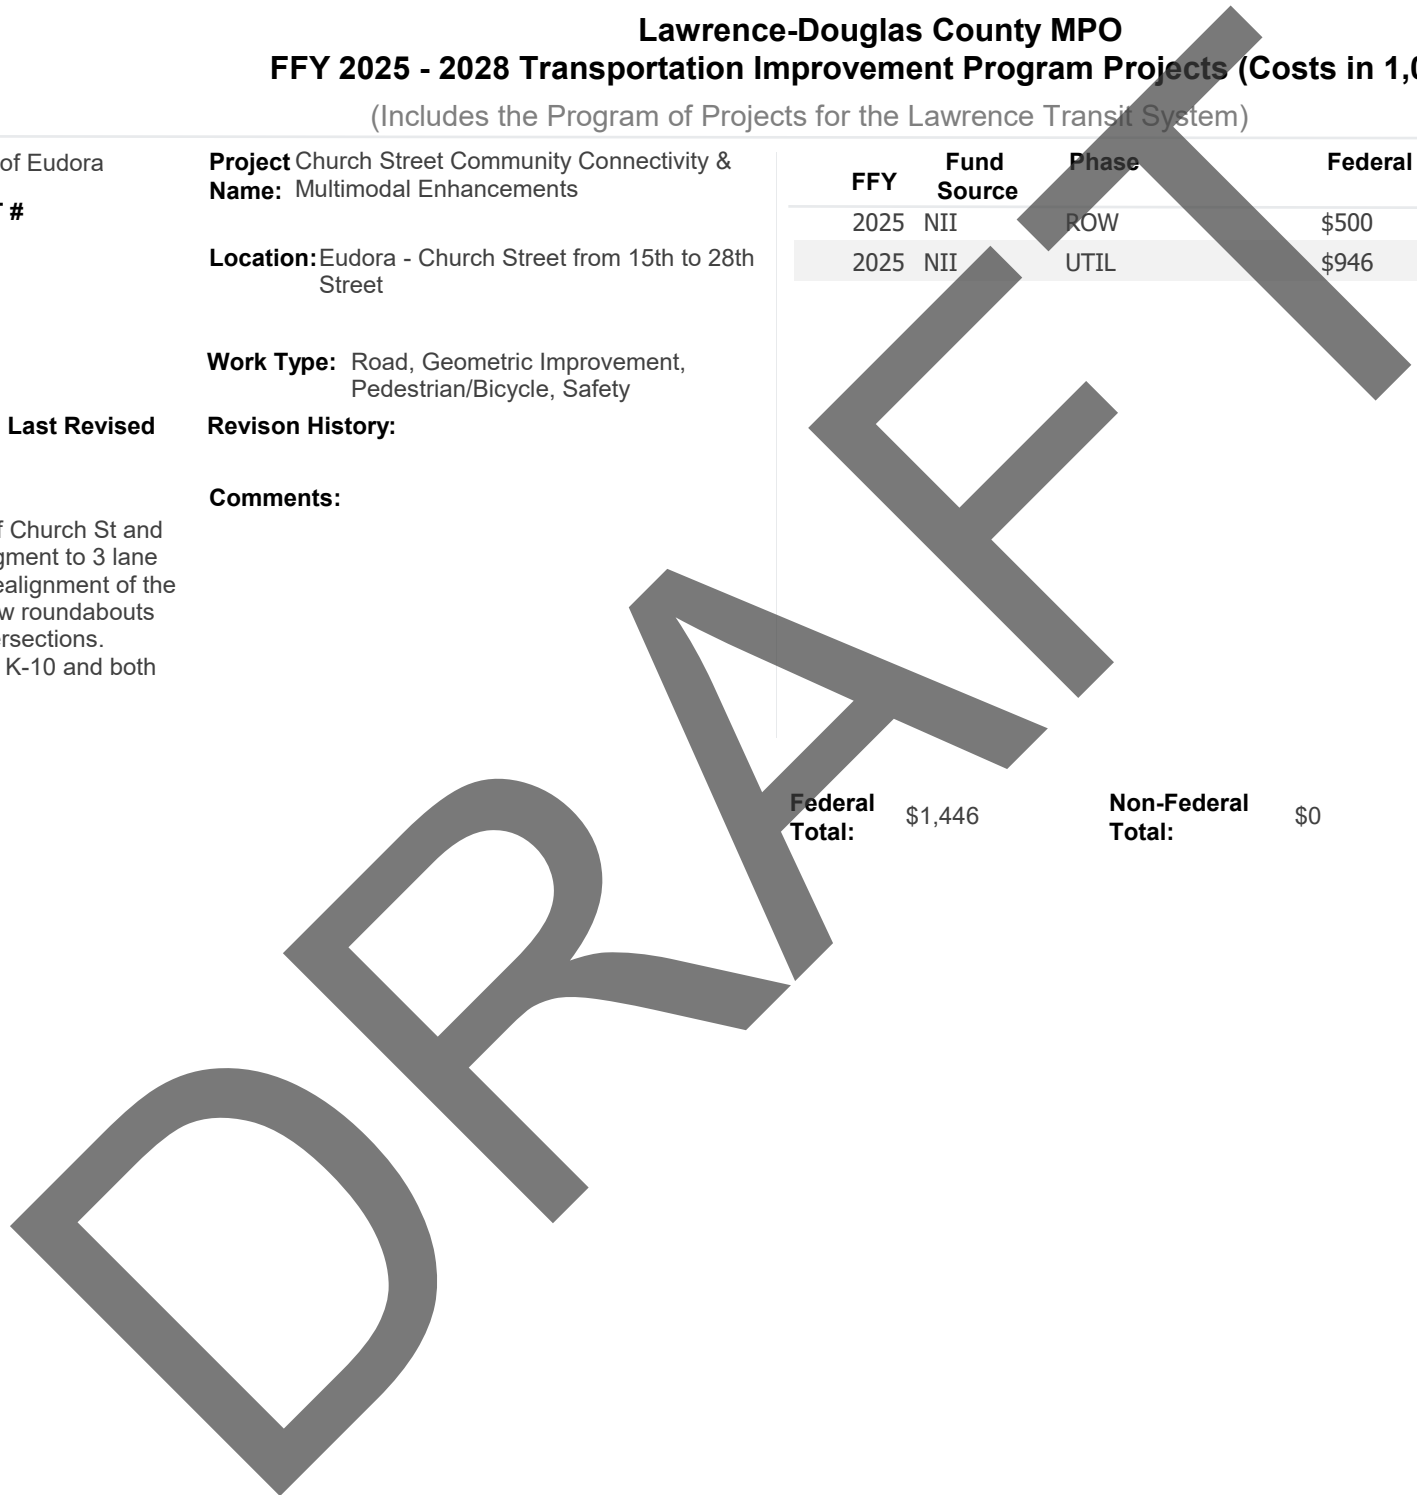 Lawrence-Douglas County MPO
FFY 2025 - 2028 Transportation Improvement Program Projects (Costs in 1,0
(Includes the Program of Projects for the Lawrence Transit System)
of Eudora
#
Last Revised
f Church St and
gment to 3 lane
ealignment of the
w roundabouts
ersections.
K-10 and both
Project Church Street Community Connectivity &
Name: Multimodal Enhancements
Location: Eudora - Church Street from 15th to 28th
Street
Work Type: Road, Geometric Improvement,
Pedestrian/Bicycle, Safety
Revison History:
Comments:
FFY Fund Source Phase Federal
2025 NII ROW $500
2025 NII UTIL $946
Federal Total: $1,446 Non-Federal Total: $0
DRAFT